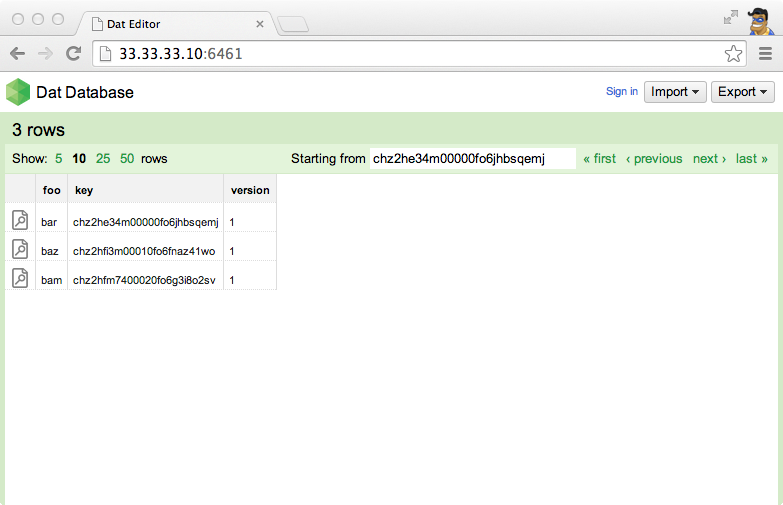 Dat Editor
33.33.33.10:6461
Dat Database Sign in Import Export
3 rows
Show: 5 10 25 50 rows Starting from chz2he34m00000fo6jhbsqemj « first ‹ previous next › last »
foo key version
bar chz2he34m00000fo6jhbsqemj 1
baz chz2hfi3m00010fo6fnaz41wo 1
bam chz2hfm7400020fo6g3i8o2sv 1